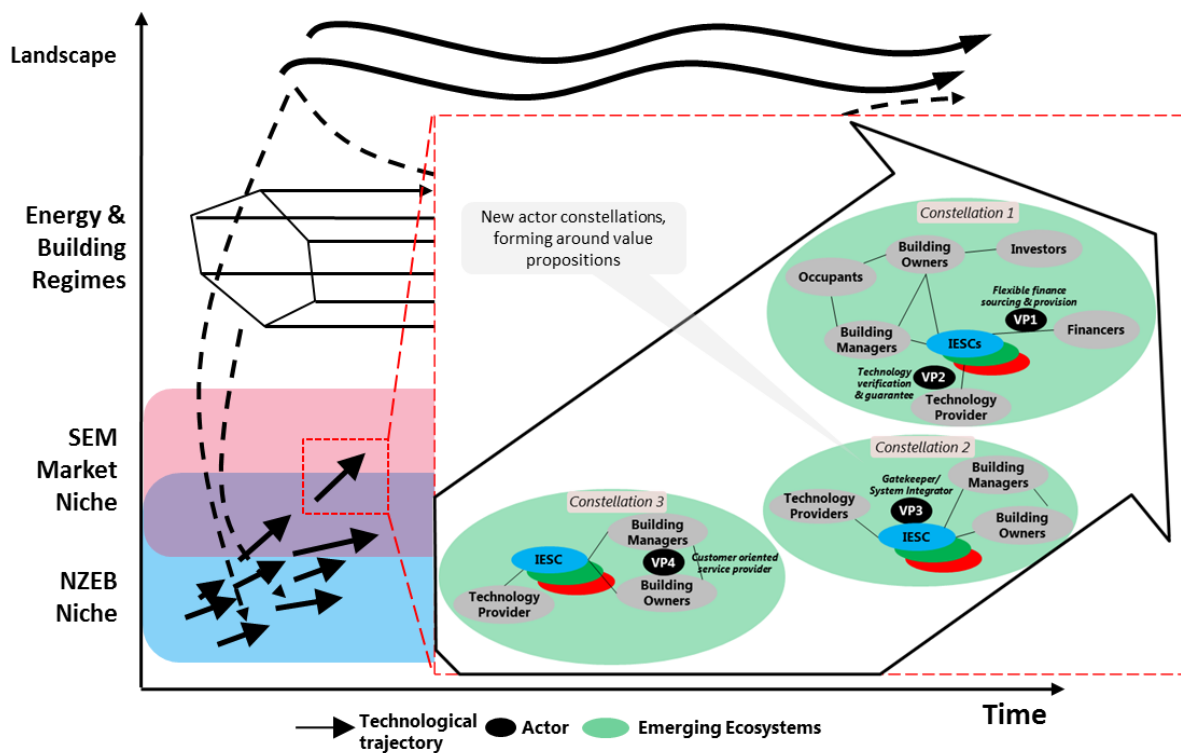 Landscape
Energy &
Building
Regimes
SEM
Market
Niche
NZEB
Niche
New actor constellations,
forming around value
propositions
Constellation 1
Building
Owners
Investors
Occupants
Flexible finance
sourcing & provision
VP1
Financers
Building
Managers
IESCs
Technology
verification
& guarantee
VP2
Technology
Provider
Constellation 2
Building
Managers
Gatekeeper/
System Integrator
Technology
Providers
VP3
IESC
Building
Owners
Constellation 3
Building
Managers
IESC
VP4
Customer oriented
service provider
Technology
Provider
Building
Owners
Time
Technological
trajectory
Actor
Emerging Ecosystems